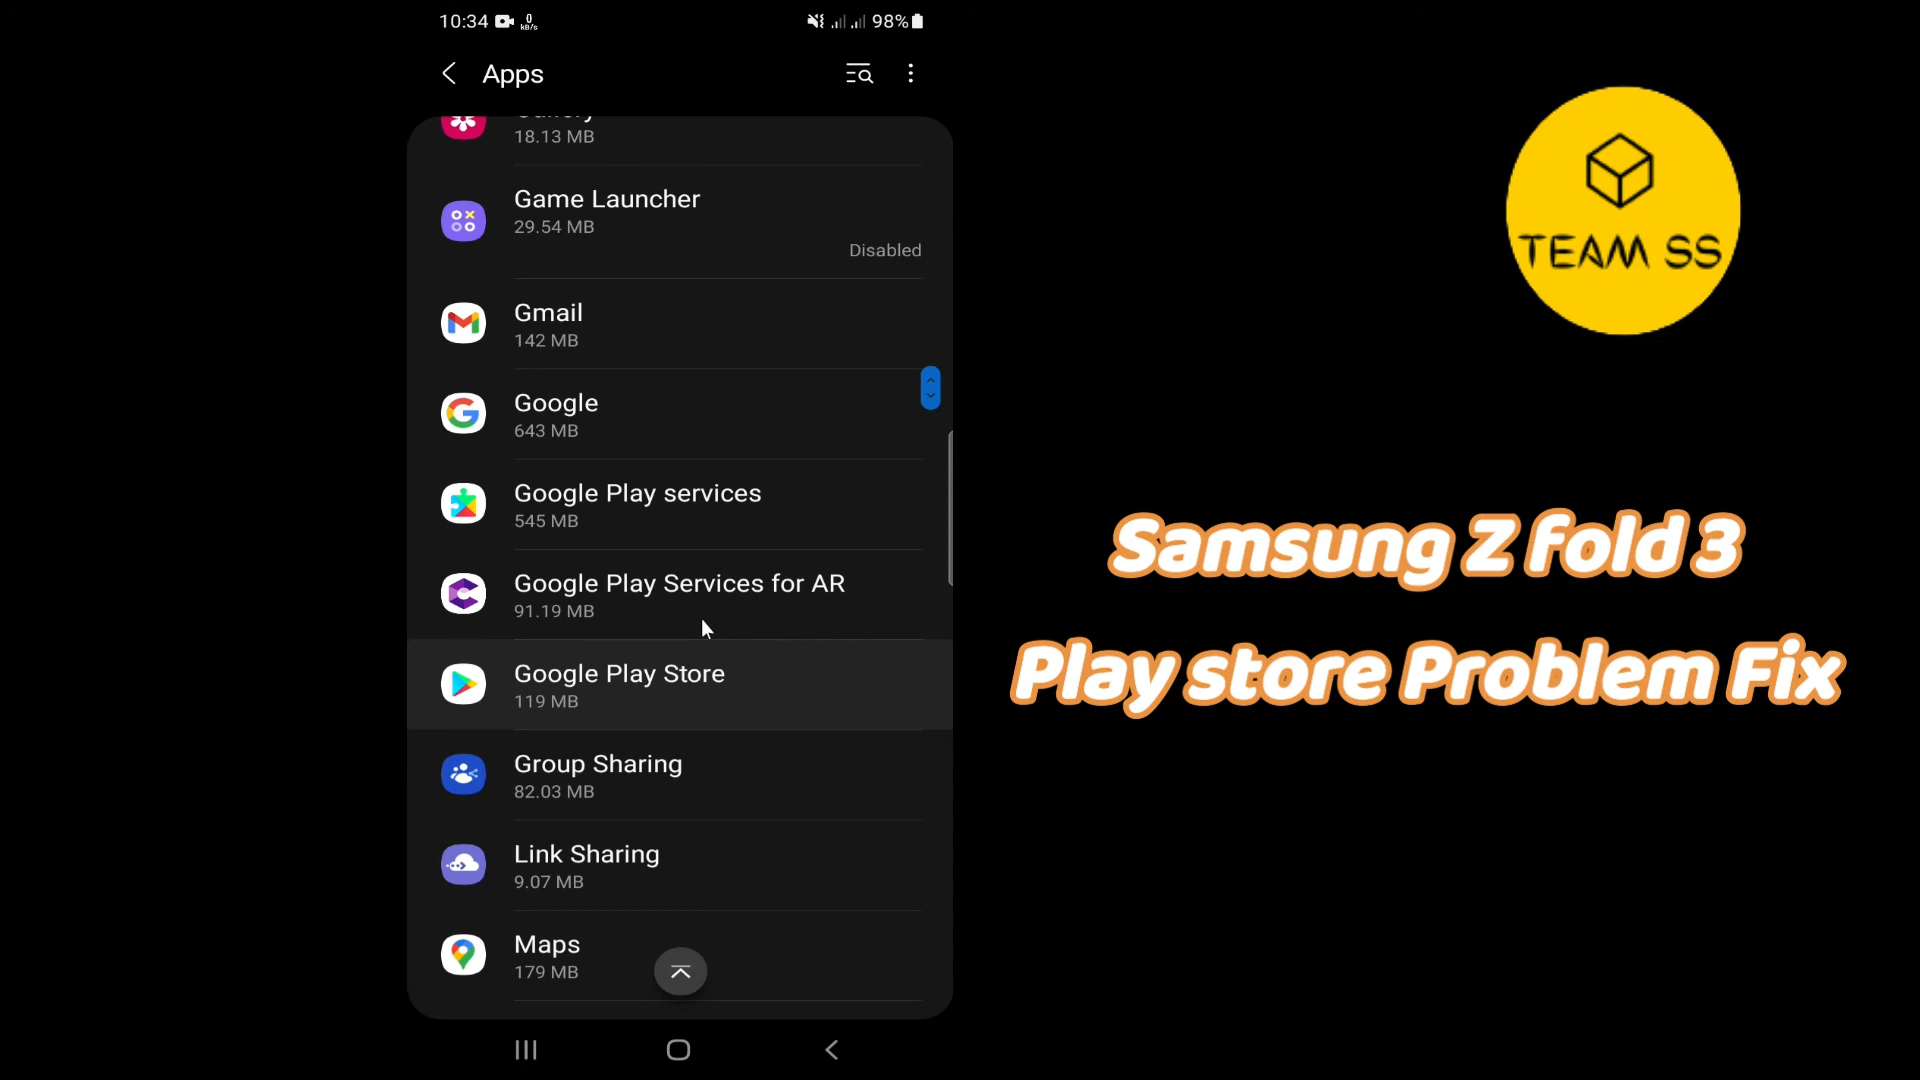 10:34
0
kB/s
98%
Apps
Gallery
18.13 MB
Game Launcher
29.54 MB
Disabled
Gmail
142 MB
Google
643 MB
Google Play services
545 MB
Google Play Services for AR
91.19 MB
Google Play Store
119 MB
Group Sharing
82.03 MB
Link Sharing
9.07 MB
Maps
179 MB
TEAM SS
Samsung Z fold 3
Play store Problem Fix